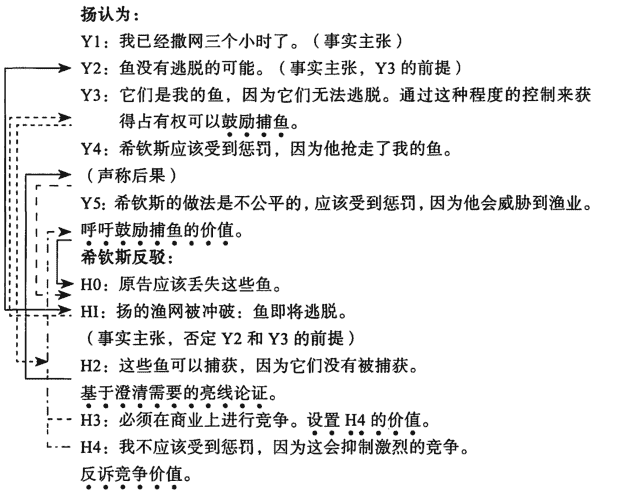 扬认为：
Y1：我已经撒网三个小时了。（事实主张）
Y2：鱼没有逃脱的可能。（事实主张，Y3的前提）
Y3：它们是我的鱼，因为它们无法逃脱。通过这种程度的控制来获
得占有权可以鼓励捕鱼。
Y4：希钦斯应该受到惩罚，因为他抢走了我的鱼。
（声称后果）
Y5：希钦斯的做法是不公平的，应该受到惩罚，因为他会威胁到渔业。
呼吁鼓励捕鱼的价值。
希钦斯反驳：
H0：原告应该丢失这些鱼。
HI：扬的渔网被冲破：鱼即将逃脱。
（事实主张，否定Y2和Y3的前提）
H2：这些鱼可以捕获，因为它们没有被捕获。
基于澄清需要的亮线论证。
H3：必须在商业上进行竞争。设置H4的价值。
H4：我不应该受到惩罚，因为这会抑制激烈的竞争。
反诉竞争价值。